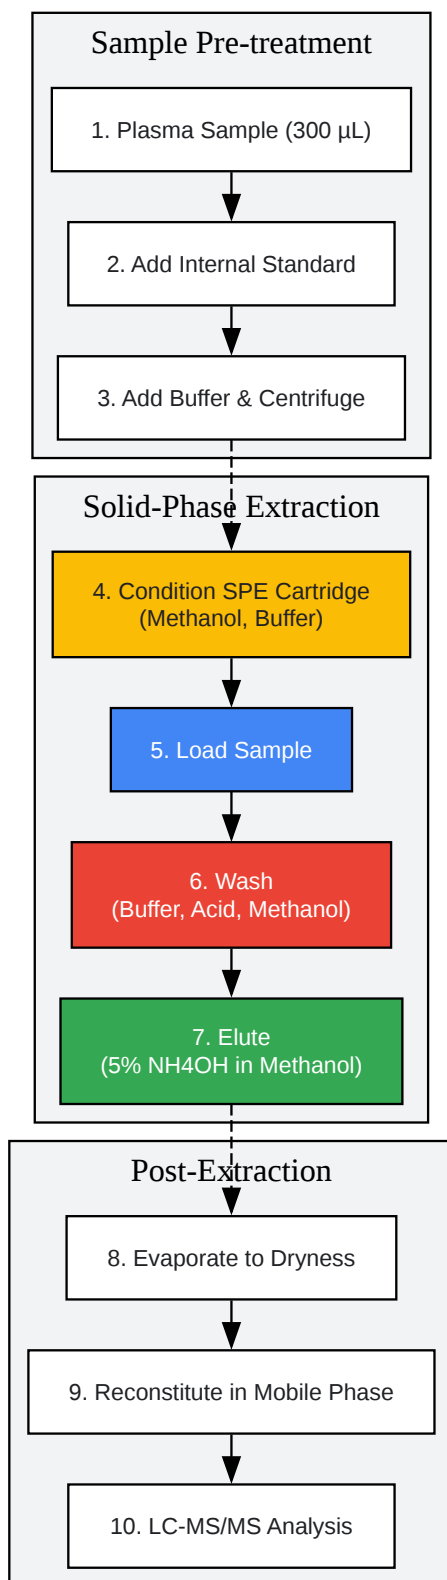 Sample Pre-treatment
1. Plasma Sample (300 µL)
2. Add Internal Standard
3. Add Buffer & Centrifuge
Solid-Phase Extraction
4. Condition SPE Cartridge
(Methanol, Buffer)
5. Load Sample
6. Wash
(Buffer, Acid, Methanol)
7. Elute
(5% NH4OH in Methanol)
Post-Extraction
8. Evaporate to Dryness
9. Reconstitute in Mobile Phase
10. LC-MS/MS Analysis